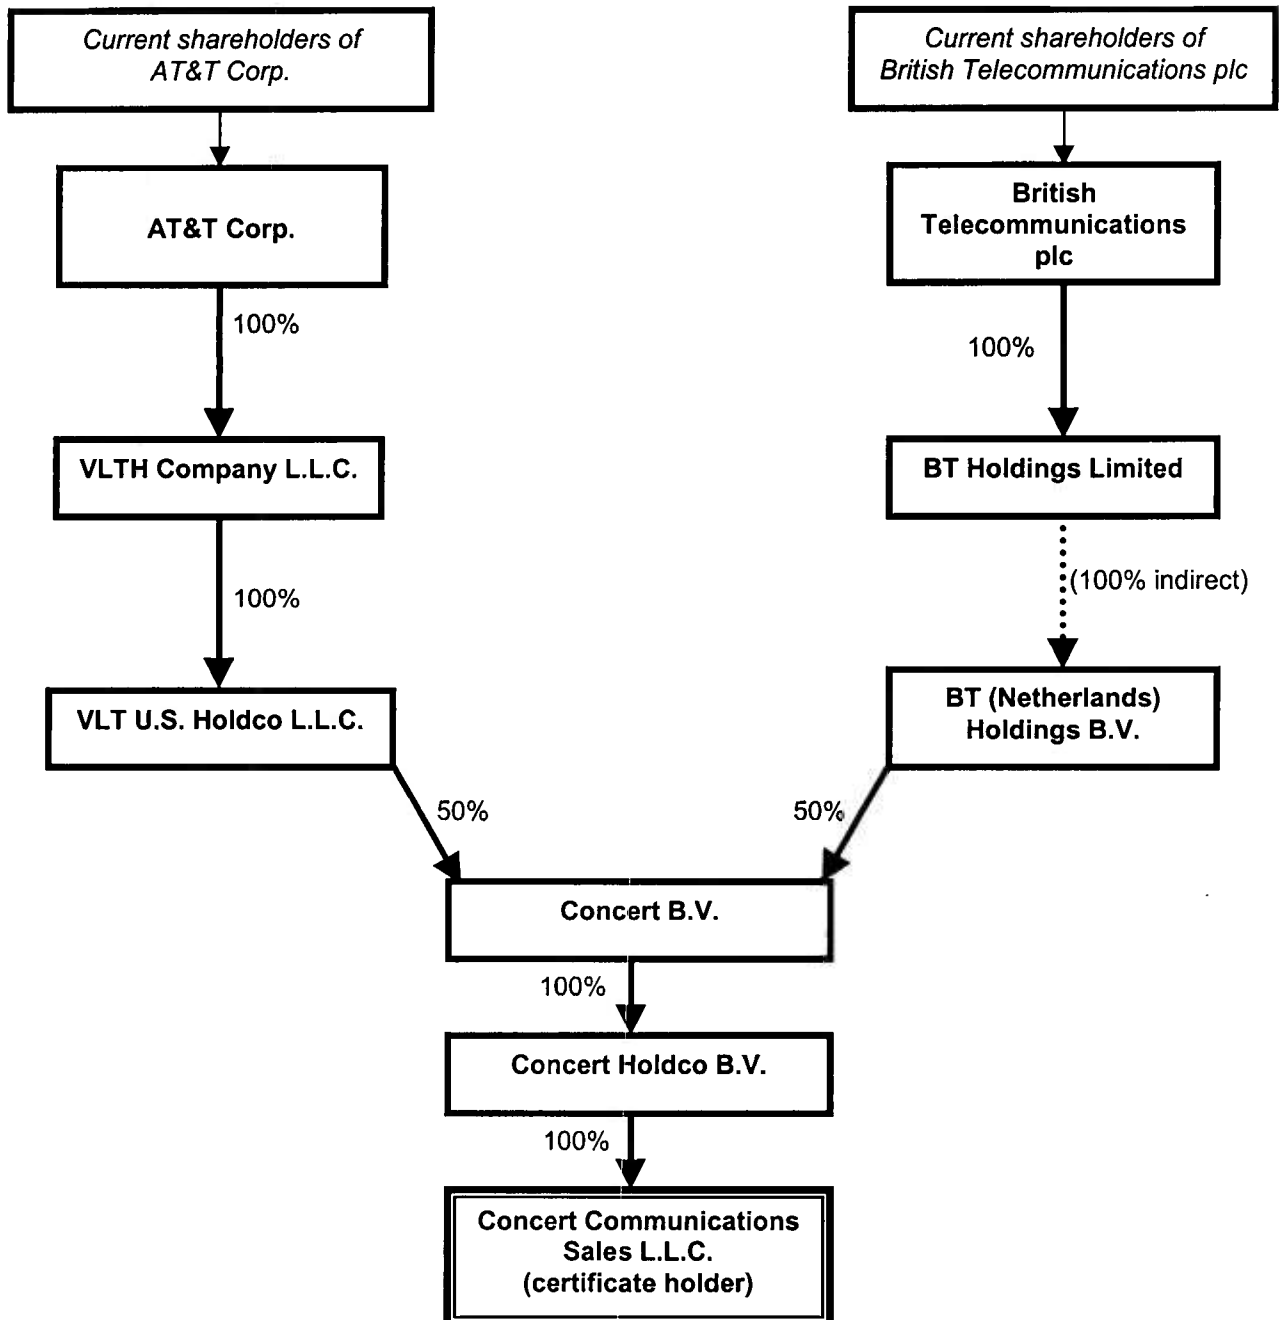 Current shareholders of
AT&T Corp.
Current shareholders of
British Telecommunications plc
AT&T Corp.
British
Telecommunications
plc
100%
100%
VLTH Company L.L.C.
BT Holdings Limited
100%
(100% indirect)
VLT U.S. Holdco L.L.C.
BT (Netherlands)
Holdings B.V.
50%
50%
Concert B.V.
100%
Concert Holdco B.V.
100%
Concert Communications
Sales L.L.C.
(certificate holder)